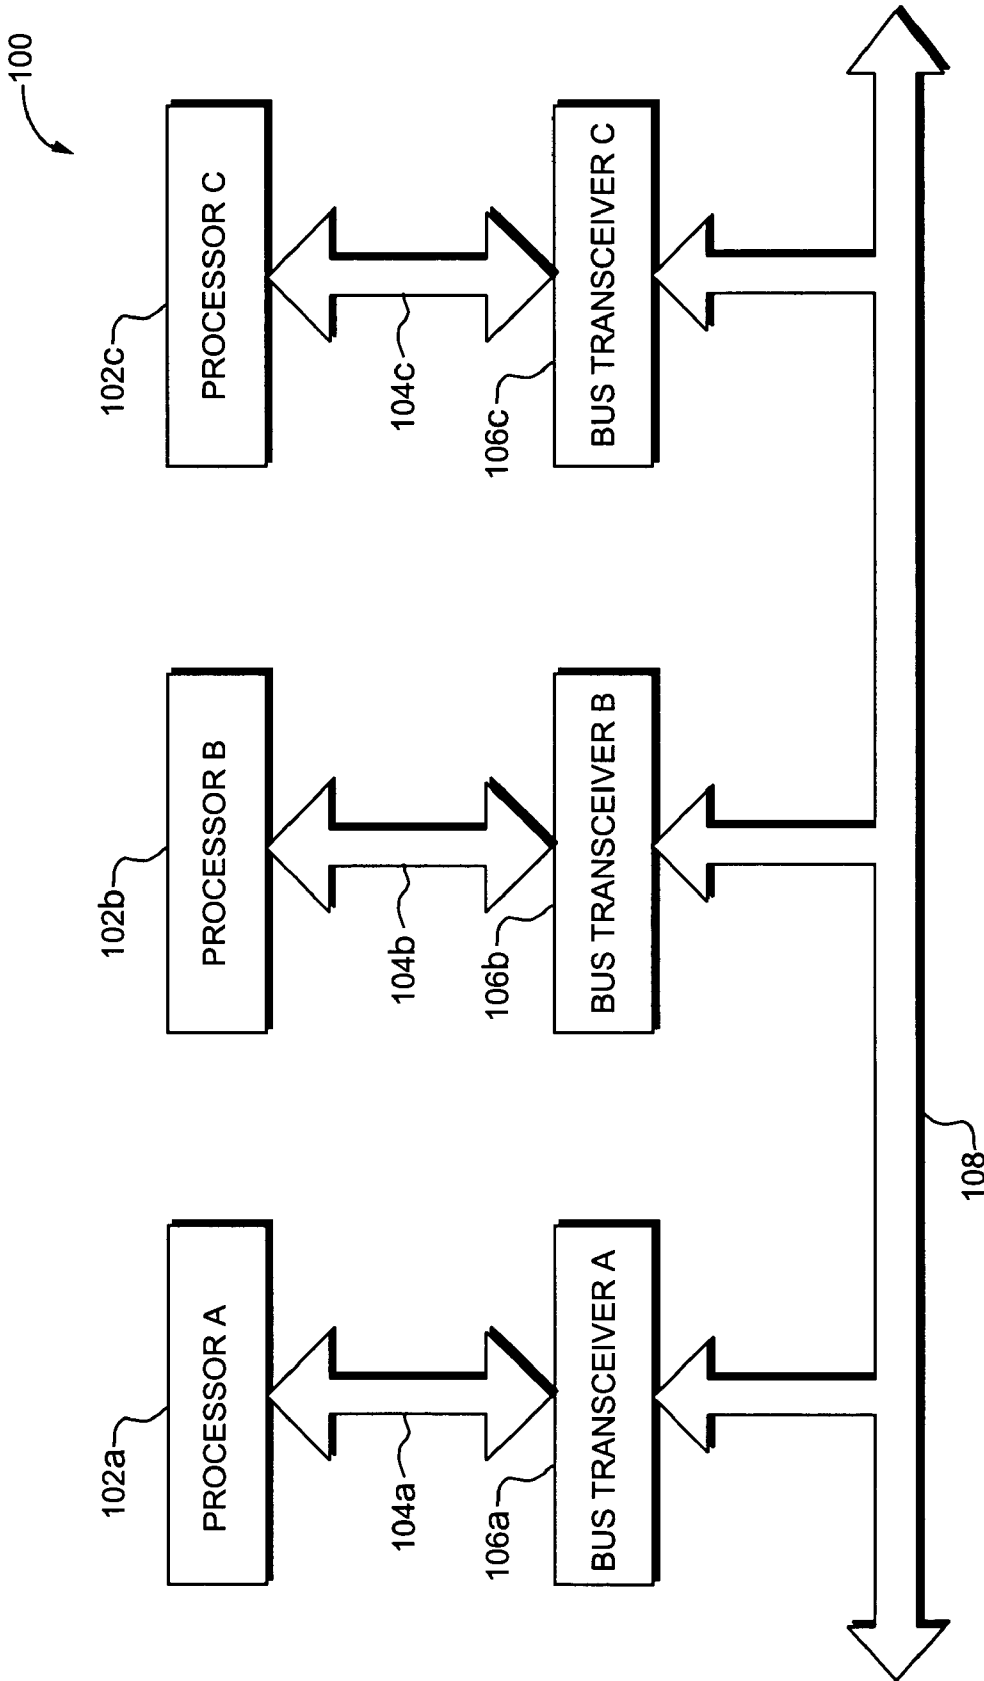 100
102a
PROCESSOR A
102b
PROCESSOR B
102c
PROCESSOR C
104a
104b
104c
106a
BUS TRANSCEIVER A
106b
BUS TRANSCEIVER B
106c
BUS TRANSCEIVER C
108